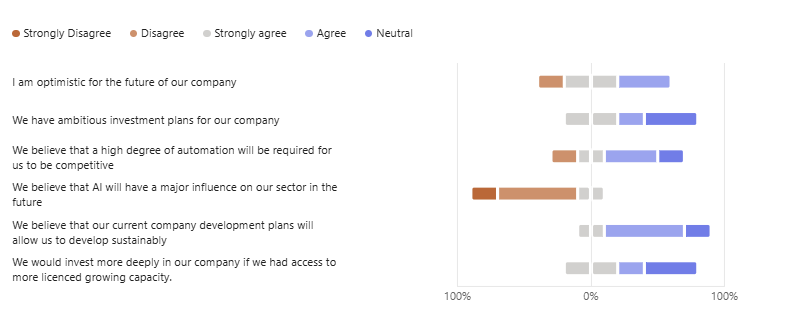 Strongly Disagree Disagree Strongly agree Agree Neutral
I am optimistic for the future of our company
We have ambitious investment plans for our company
We believe that a high degree of automation will be required for
us to be competitive
We believe that AI will have a major influence on our sector in the
future
We believe that our current company development plans will
allow us to develop sustainably
We would invest more deeply in our company if we had access to
more licenced growing capacity.
100% 0% 100%